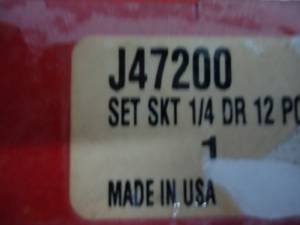 J47200
SET SKT 1/4 DR 12 PC
1
MADE IN USA